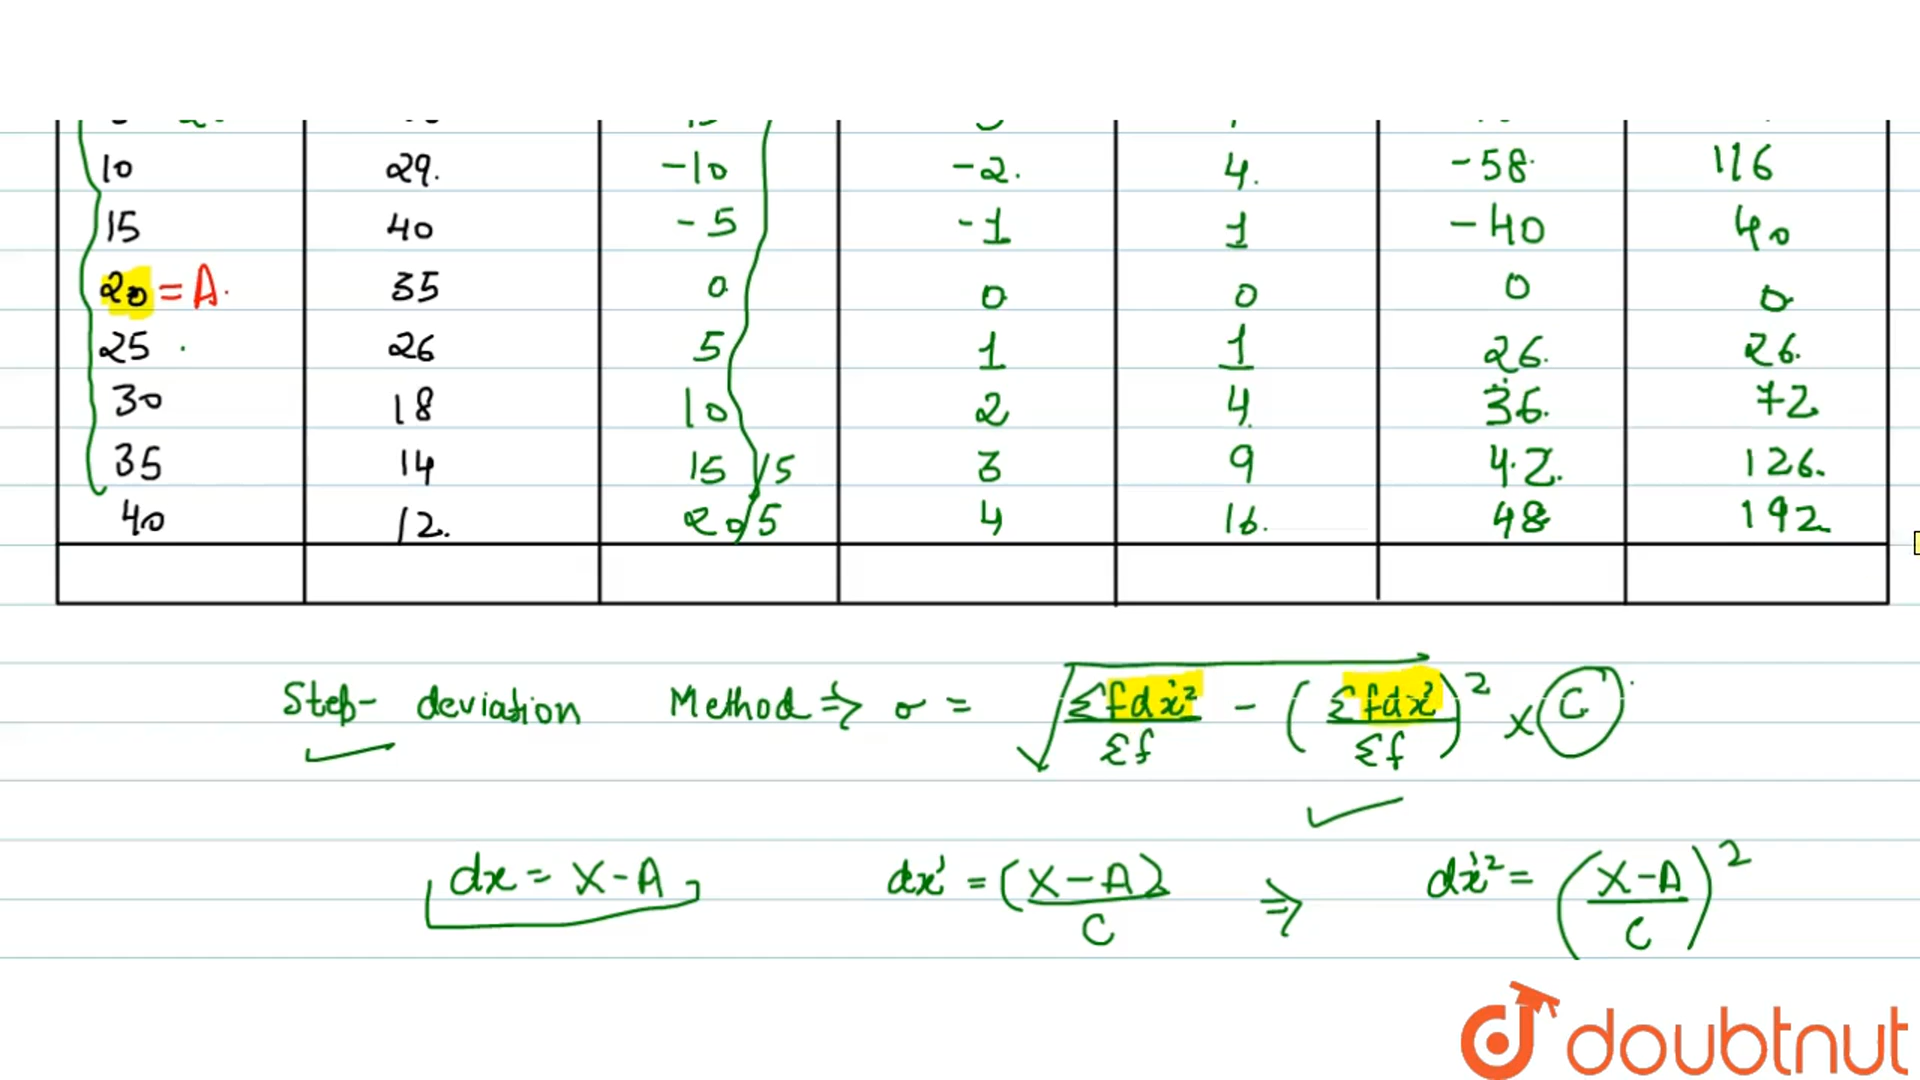 10 29. -10 -2. 4. -58 116
15 40 -5 -1 1 -40 40
20 = A. 35 0 0 0 0 0
25 26 5 1 1 26. 26.
30 18 10 2 4 36. 72
35 14 15/5 3 9 42. 126.
40 12. 20/5 4 16. 48 192
Step-deviation Method ⇒ σ = √(Σfdx'²/Σf - (Σfdx'/Σf)²) × C
dx = X-A dx' = (X-A)/C ⇒ dx'² = (X-A/C)²
doubtnut